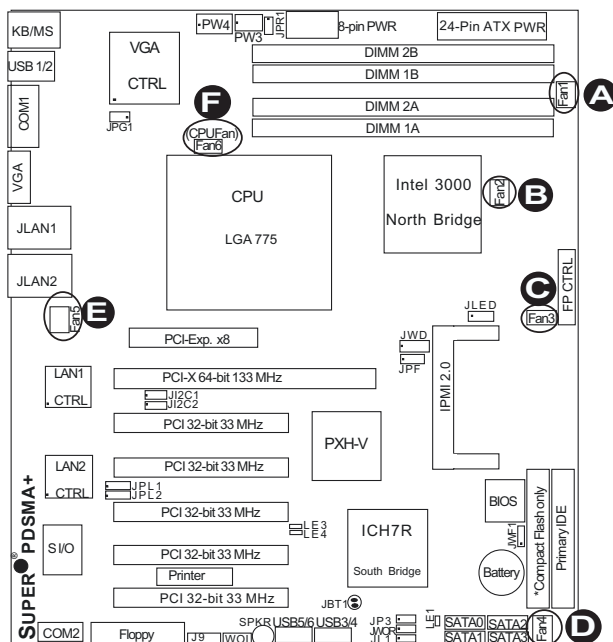 KB/MS
USB 1/2
COM1
VGA
JLAN1
JLAN2
VGA
CTRL
JPG1
PW4
PW3
JPR1
8-pin PWR
24-Pin ATX PWR
DIMM 2B
DIMM 1B
DIMM 2A
DIMM 1A
Fan1
A
F
(CPUFan)
Fan6
CPU
LGA 775
Intel 3000
North Bridge
Fan2
B
C
Fan3
FP CTRL
Fan5
E
JLED
JWD
JPF
IPMI 2.0
PCI-Exp. x8
LAN1
CTRL
PCI-X 64-bit 133 MHz
JI2C1
JI2C2
PCI 32-bit 33 MHz
PXH-V
LAN2
CTRL
PCI 32-bit 33 MHz
JPL1
JPL2
PCI 32-bit 33 MHz
LE3
LE4
ICH7R
South Bridge
BIOS
JWF1
*Compact Flash only
Primary IDE
SUPER® PDSMA+
SI/O
PCI 32-bit 33 MHz
Printer
PCI 32-bit 33 MHz
Battery
JBT1
COM2
Floppy
J9
WOL
SPKR
USB5/6
USB3/4
JP3
JWOR
JL1
LE1
SATA0
SATA1
SATA2
SATA3
Fan4
D